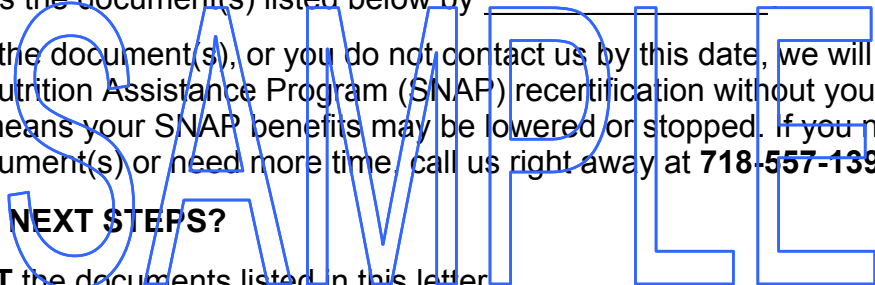 s the document(s) listed below by
the document(s), or you do not contact us by this date, we will
utrition Assistance Program (SNAP) recertification without you
means your SNAP benefits may be lowered or stopped. If you n
ument(s) or need more time, call us right away at 718-557-139
NEXT STEPS?
T the documents listed in this letter
SAMPLE